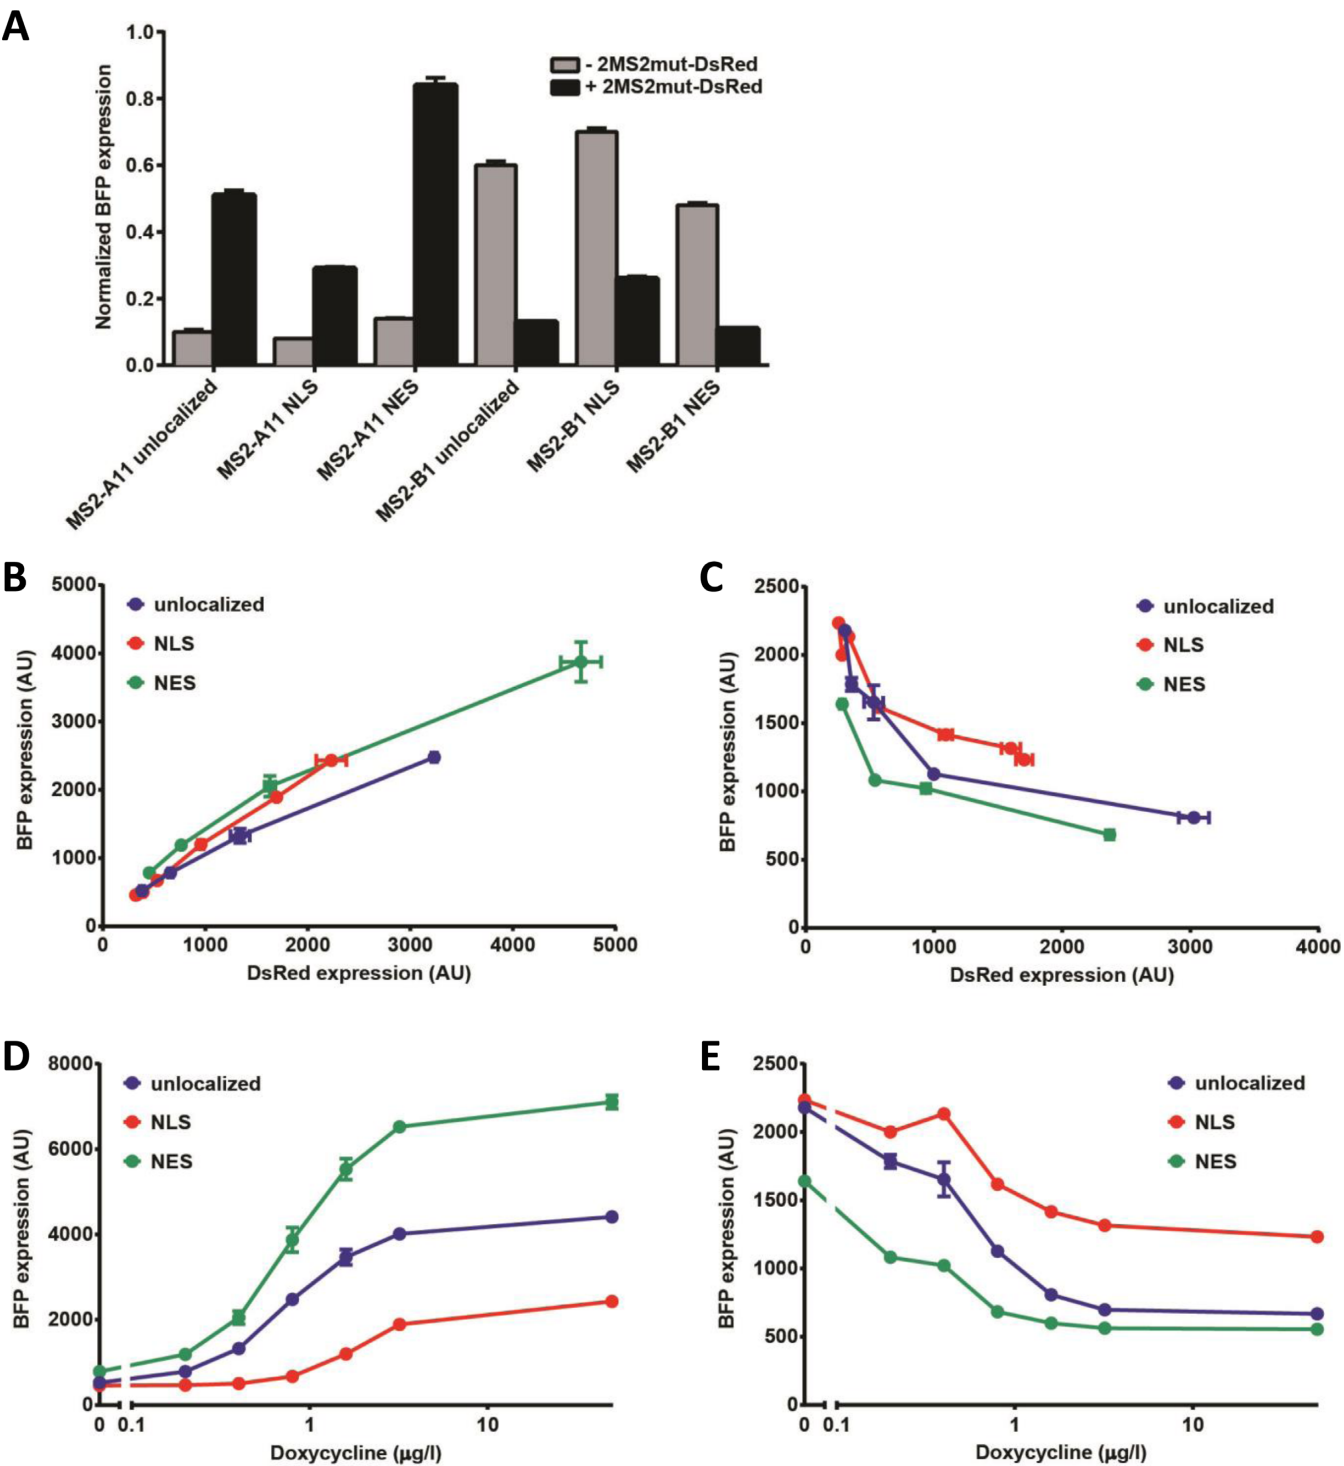 A
1.0
0.8
0.6
0.4
0.2
0.0
Normalized BFP expression
- 2MS2mut-DsRed
+ 2MS2mut-DsRed
MS2-A11 unlocalized
MS2-A11 NLS
MS2-A11 NES
MS2-B1 unlocalized
MS2-B1 NLS
MS2-B1 NES
B
5000
4000
3000
2000
1000
0
BFP expression (AU)
unlocalized
NLS
NES
0 1000 2000 3000 4000 5000
DsRed expression (AU)
C
2500
2000
1500
1000
500
0
BFP expression (AU)
unlocalized
NLS
NES
0 1000 2000 3000 4000
DsRed expression (AU)
D
8000
6000
4000
2000
0
BFP expression (AU)
unlocalized
NLS
NES
0 0.1 1 10
Doxycycline (μg/l)
E
2500
2000
1500
1000
500
0
BFP expression (AU)
unlocalized
NLS
NES
0 0.1 1 10
Doxycycline (μg/l)